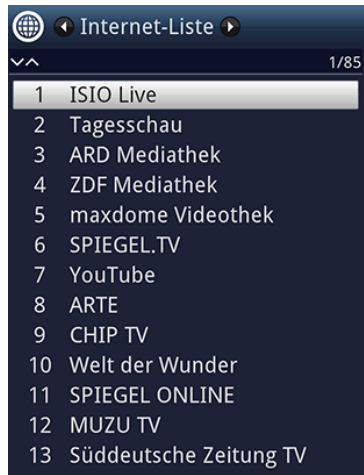 Internet-Liste
1/85
1 ISIO Live
2 Tagesschau
3 ARD Mediathek
4 ZDF Mediathek
5 maxdome Videothek
6 SPIEGEL.TV
7 YouTube
8 ARTE
9 CHIP TV
10 Welt der Wunder
11 SPIEGEL ONLINE
12 MUZU TV
13 Süddeutsche Zeitung TV